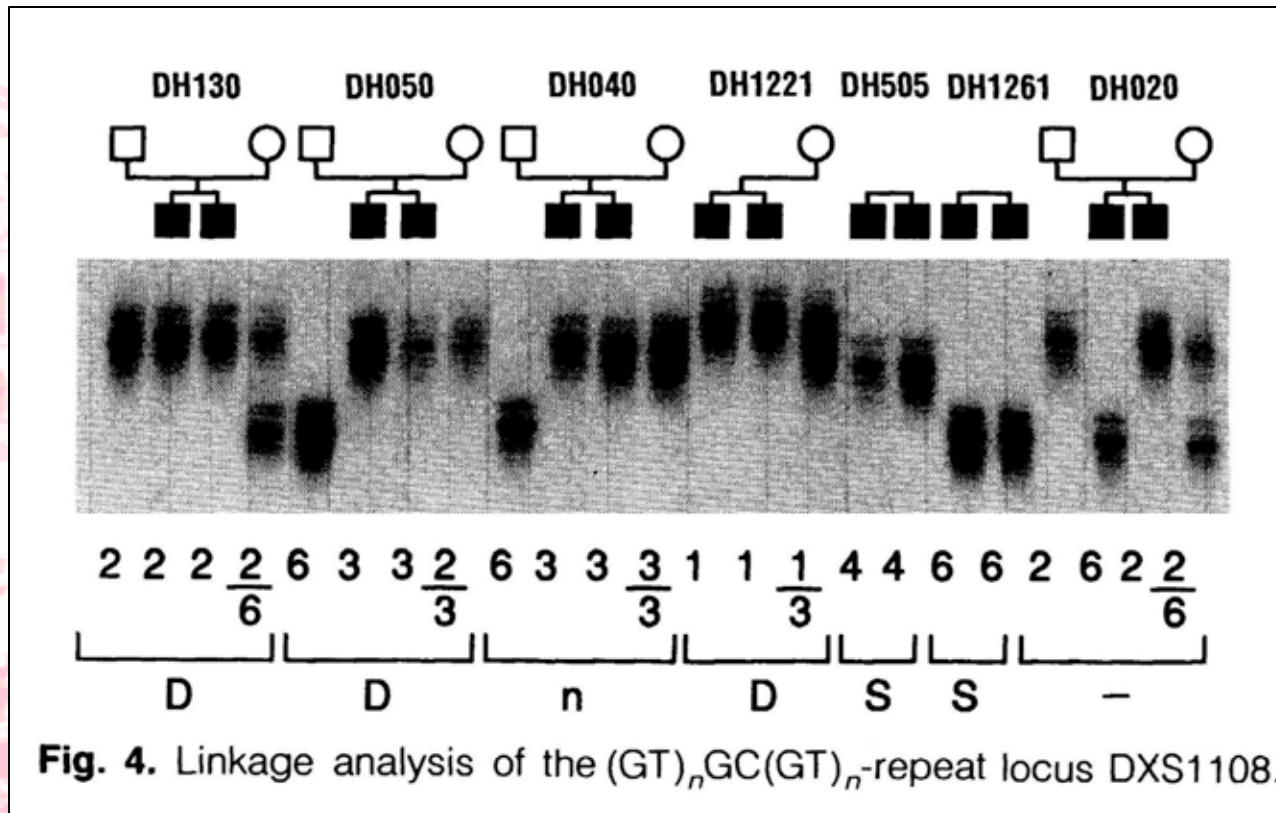 DH130 DH050 DH040 DH1221 DH505 DH1261 DH020
2 2 2 2/6 6 3 3 2/3 6 3 3 3/3 1 1 1/3 4 4 6 6 2 6 2 2/6
D D n D S S –
Fig. 4. Linkage analysis of the (GT)nGC(GT)n-repeat locus DXS1108.